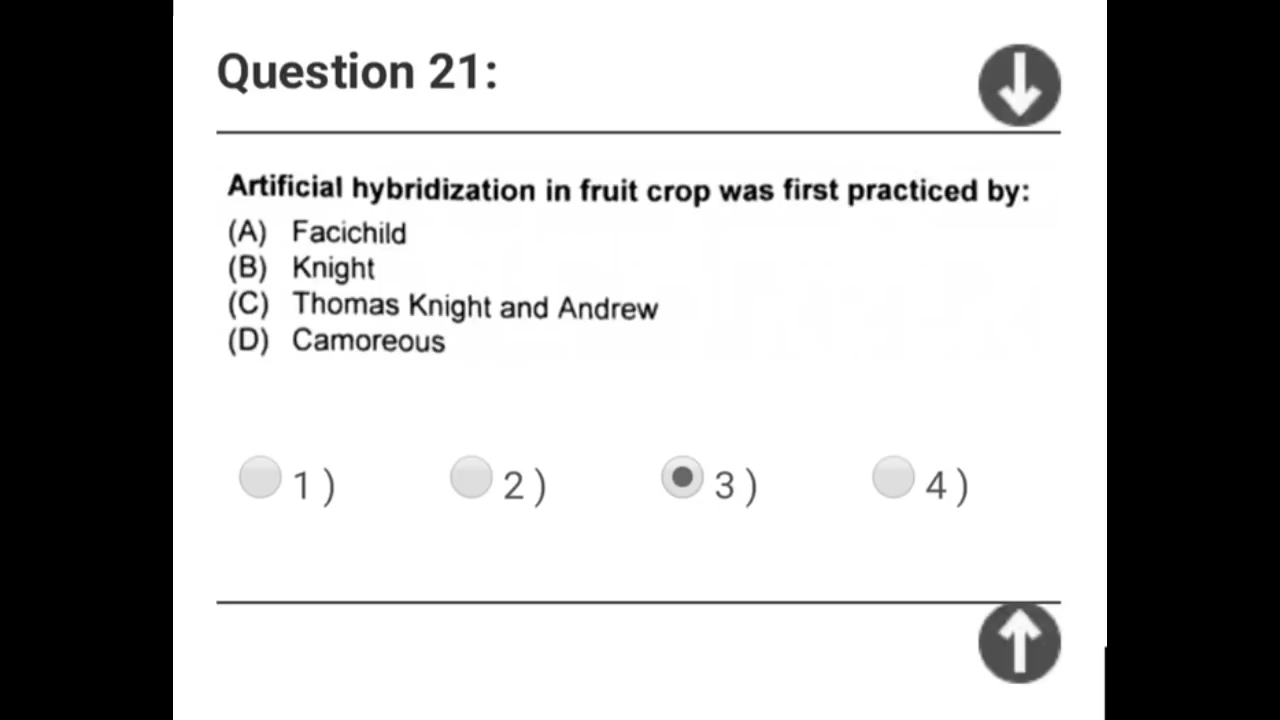 Question 21:
Artificial hybridization in fruit crop was first practiced by:
(A) Facichild
(B) Knight
(C) Thomas Knight and Andrew
(D) Camoreous
1 ) 2 ) 3 ) 4 )